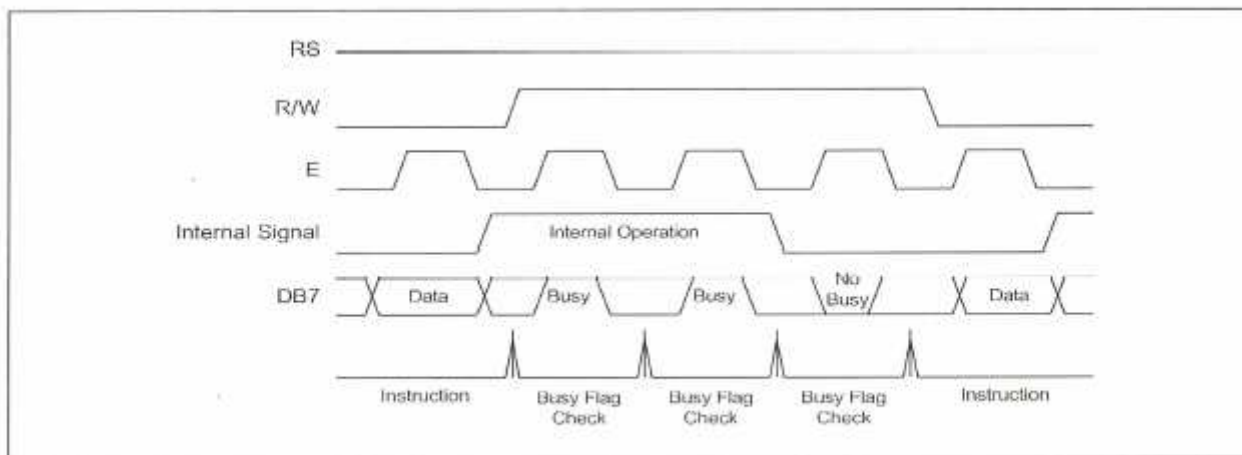 RS
R/W
E
Internal Signal
Internal Operation
DB7
Data
Busy
Busy
No
Busy
Data
Instruction
Busy Flag
Check
Busy Flag
Check
Busy Flag
Check
Instruction